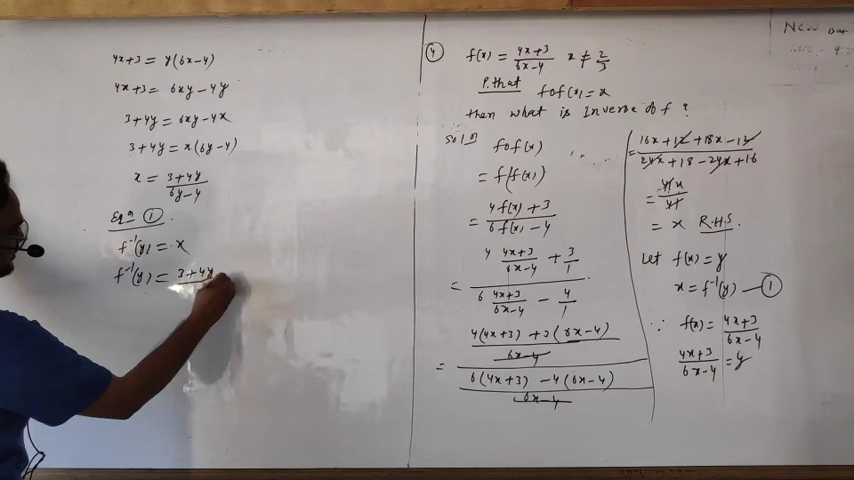 4x+3 = y(6x-4)
4x+3 = 6xy-4y
3+4y = 6xy-4x
3+4y = x(6y-4)
x = 3+4y / 6y-4
Eqn ①.
f⁻¹(y) = x
f⁻¹(y) = 3+4y
④ f(x) = 4x+3 / 6x-4 x ≠ 2/3
P.that fof(x) = x
then what is Inverse of f ?
Soln fof(x)
= f(f(x))
= 4f(x)+3 / 6f(x)-4
= 4 4x+3 / 6x-4 + 3/1 / 6 4x+3 / 6x-4 - 4/1
= 4(4x+3)+3(6x-4) / 6x-4 / 6(4x+3)-4(6x-4) / 6x-4
= 16x+12+18x-12 / 24x+18-24x+16
= x R.H.S.
Let f(x) = y
x = f⁻¹(y) — ①
∵ f(x) = 4x+3 / 6x-4
4x+3 / 6x-4 = y
New